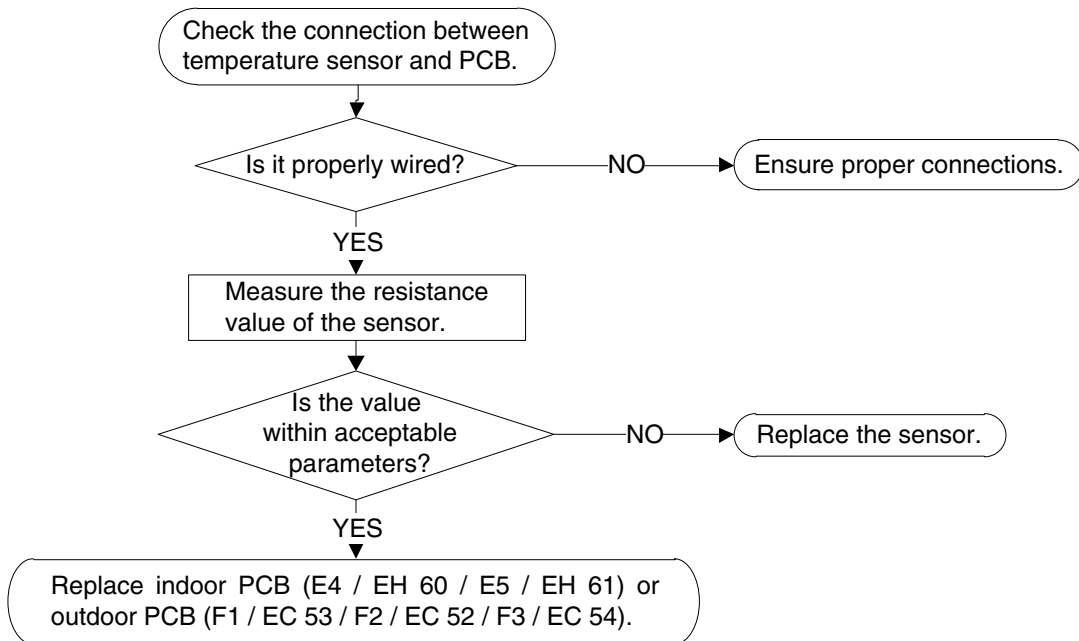 Check the connection between
temperature sensor and PCB.
Is it properly wired?
NO
Ensure proper connections.
YES
Measure the resistance
value of the sensor.
Is the value
within acceptable
parameters?
NO
Replace the sensor.
YES
Replace indoor PCB (E4 / EH 60 / E5 / EH 61) or
outdoor PCB (F1 / EC 53 / F2 / EC 52 / F3 / EC 54).